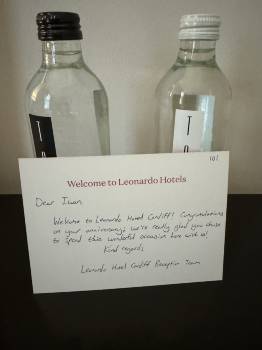 T
T
O
101
Welcome to Leonardo Hotels
Dear Iwan,
Welcome to Leonardo Hotel Cardiff! Congratulations
on your anniversary, we're really glad you chose
to spend this wonderful occasion here with us!
Kind regards,
Leonardo Hotel Cardiff Reception Team